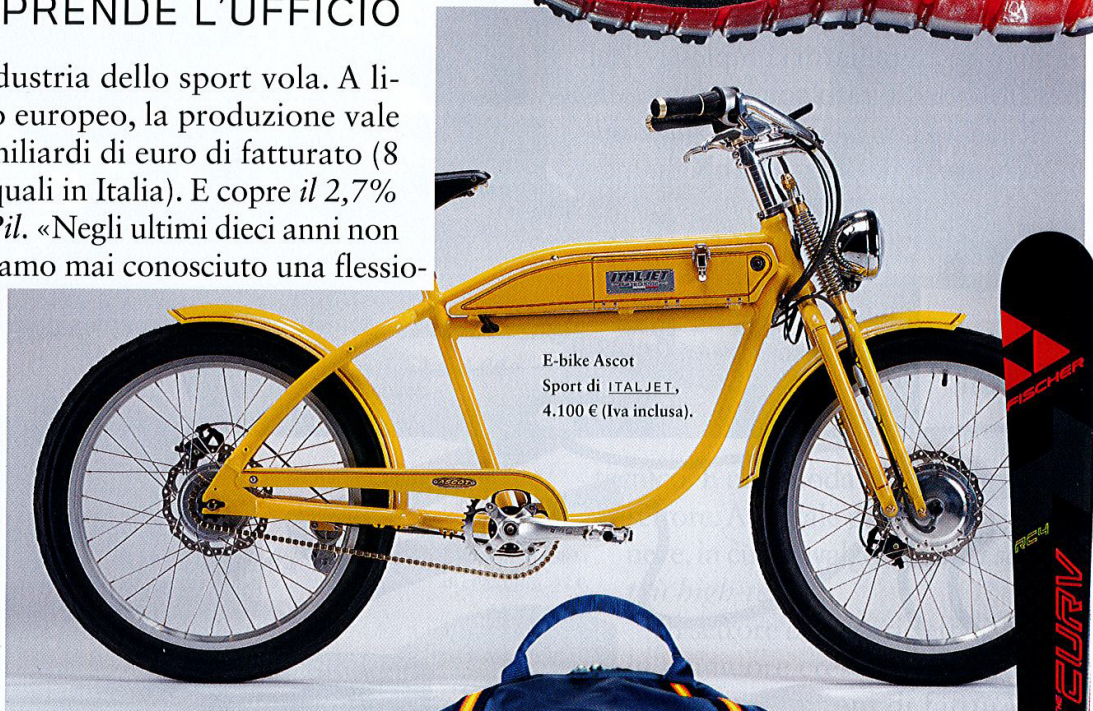 PRENDE L'UFFICIO
dustria dello sport vola. A li-
o europeo, la produzione vale
miliardi di euro di fatturato (8
quali in Italia). E copre il 2,7%
Pil. «Negli ultimi dieci anni non
amo mai conosciuto una flessio-
ITALJET
E-bike Ascot
Sport di ITALJET,
4.100 € (Iva inclusa).
ASCOT
FISCHER
RC4
THE CURV